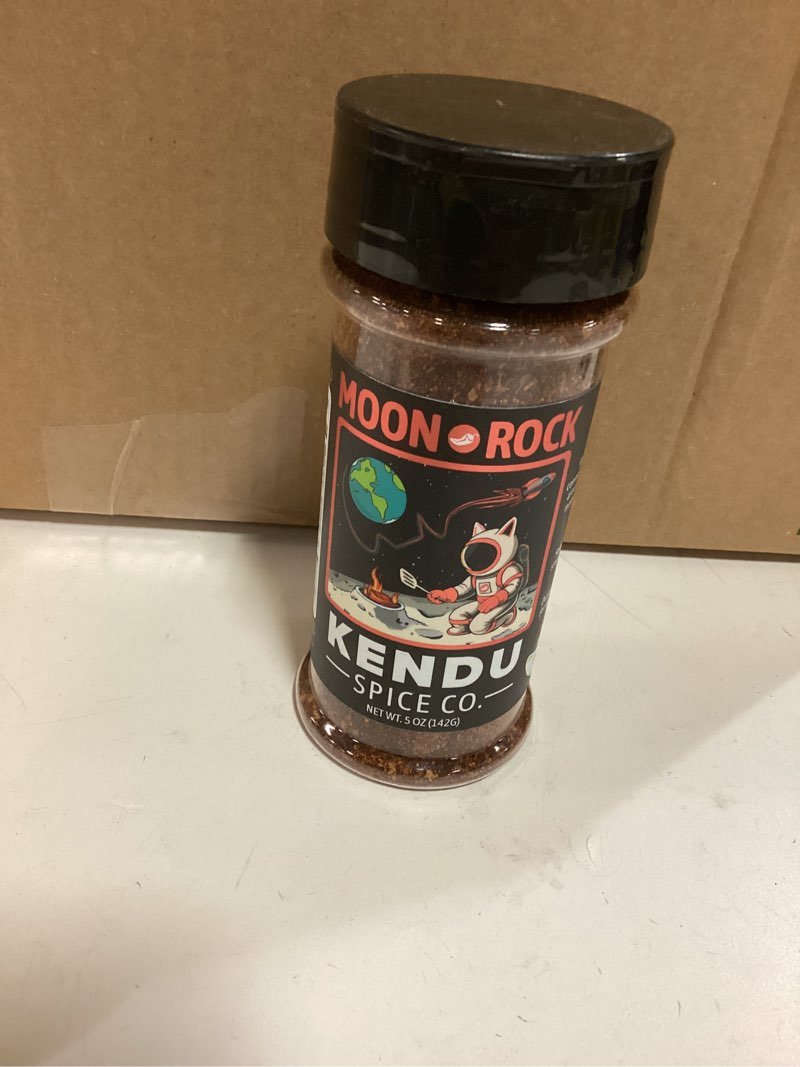 MOON ROCK
KENDU
SPICE CO.
NET WT. 5 OZ (142G)